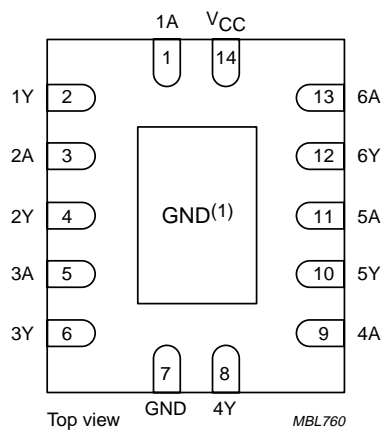 1A VCC
1 14
1Y 2 13 6A
2A 3 12 6Y
2Y 4 GND(1) 11 5A
3A 5 10 5Y
3Y 6 9 4A
7 8
Top view GND 4Y MBL760